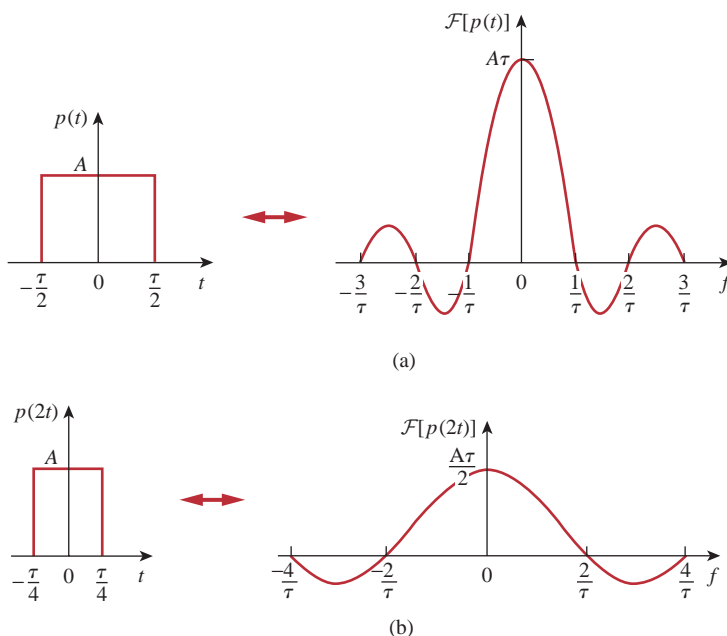 ℱ[p(t)]
Aτ
p(t)
A
−τ/2 0 τ/2 t
−3/τ −2/τ −1/τ 0 1/τ 2/τ 3/τ f
(a)
p(2t)
A
−τ/4 0 τ/4 t
ℱ[p(2t)]
Aτ/2
−4/τ −2/τ 0 2/τ 4/τ f
(b)